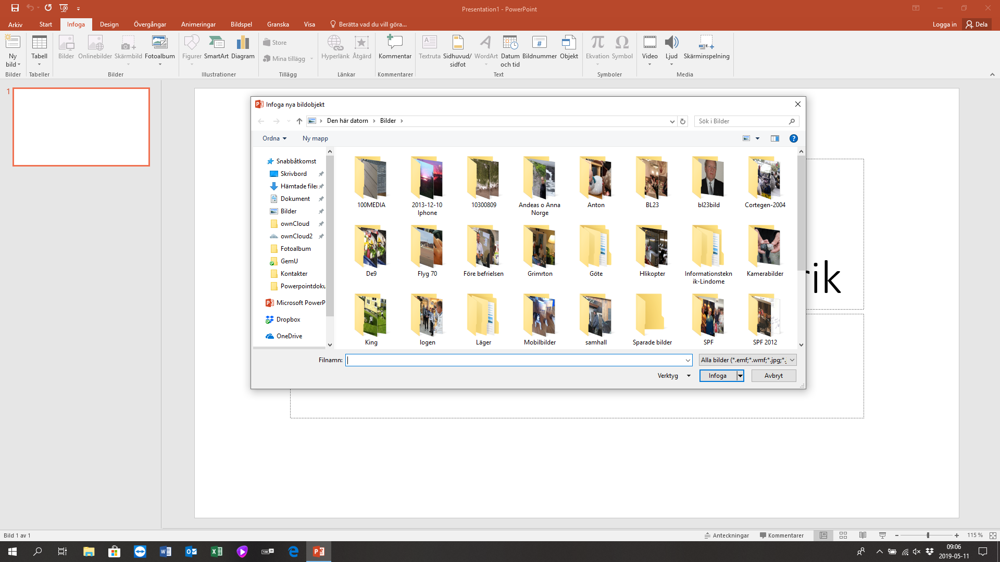 Presentation1 - PowerPoint
Arkiv Start Infoga Design Övergångar Animeringar Bildspel Granska Visa Berätta vad du vill göra... Logga in Dela
Ny bild Tabell Bilder Onlinebilder Skärmbild Fotoalbum Figurer SmartArt Diagram Store Mina tillägg Hyperlänk Åtgärd Kommentar Textruta Sidhuvud/ sidfot WordArt Datum och tid Bildnummer Objekt Ekvation Symbol Video Ljud Skärminspelning
Bilder Tabeller Bilder Illustrationer Tillägg Länkar Kommentarer Text Symboler Media
1
Infoga nya bildobjekt
Den här datorn Bilder
Sök i Bilder
Ordna Ny mapp
Snabbåtkomst
Skrivbord
Hämtade filer
Dokument
Bilder
ownCloud
ownCloud2
Fotoalbum
GemU
Kontakter
Powerpointdoku
Microsoft PowerP
Dropbox
OneDrive
100MEDIA
2013-12-10 Iphone
10300809
Andeas o Anna Norge
Anton
BL23
bl23bild
Cortegen-2004
De9
Flyg 70
Före befrielsen
Grimrton
Göte
Hlikopter
Informationstekn
ik-Lindome
Kamerabilder
King
logen
Läger
Mobilbilder
samhall
Sparade bilder
SPF
SPF 2012
Filnamn:
Alla bilder (*.emf;*.wmf;*.jpg;*.
Verktyg Infoga Avbryt
rik
Bild 1 av 1
Anteckningar Kommentarer 115 %
09:06
2019-05-11